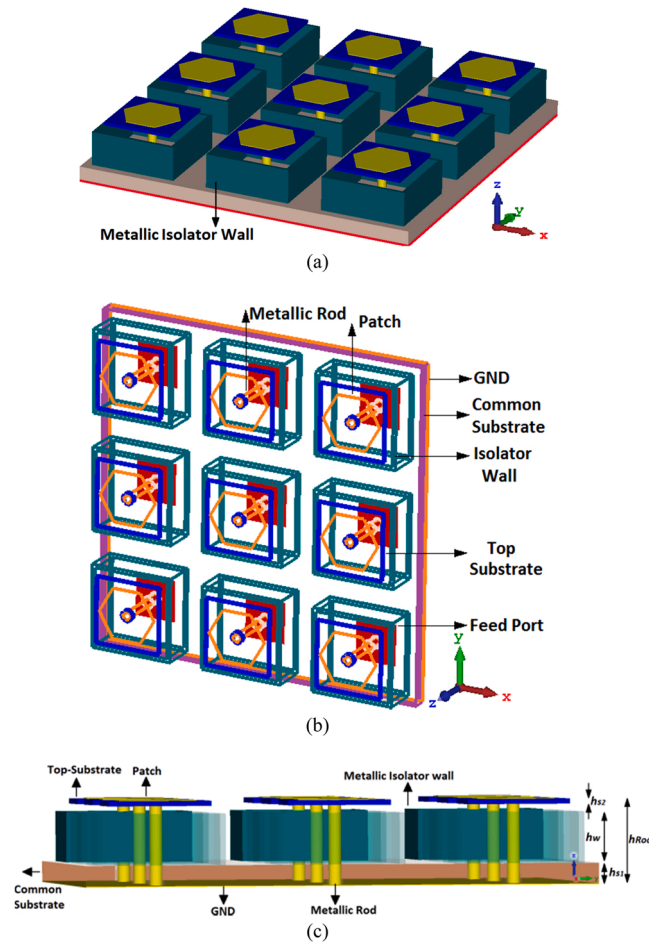 z
y
x
Metallic Isolator Wall
(a)
Metallic Rod
Patch
GND
Common
Substrate
Isolator
Wall
Top
Substrate
Feed Port
y
x
z
(b)
Top-Substrate
Patch
Metallic Isolator wall
hs2
hw
hRod
hs1
Common
Substrate
GND
Metallic Rod
(c)